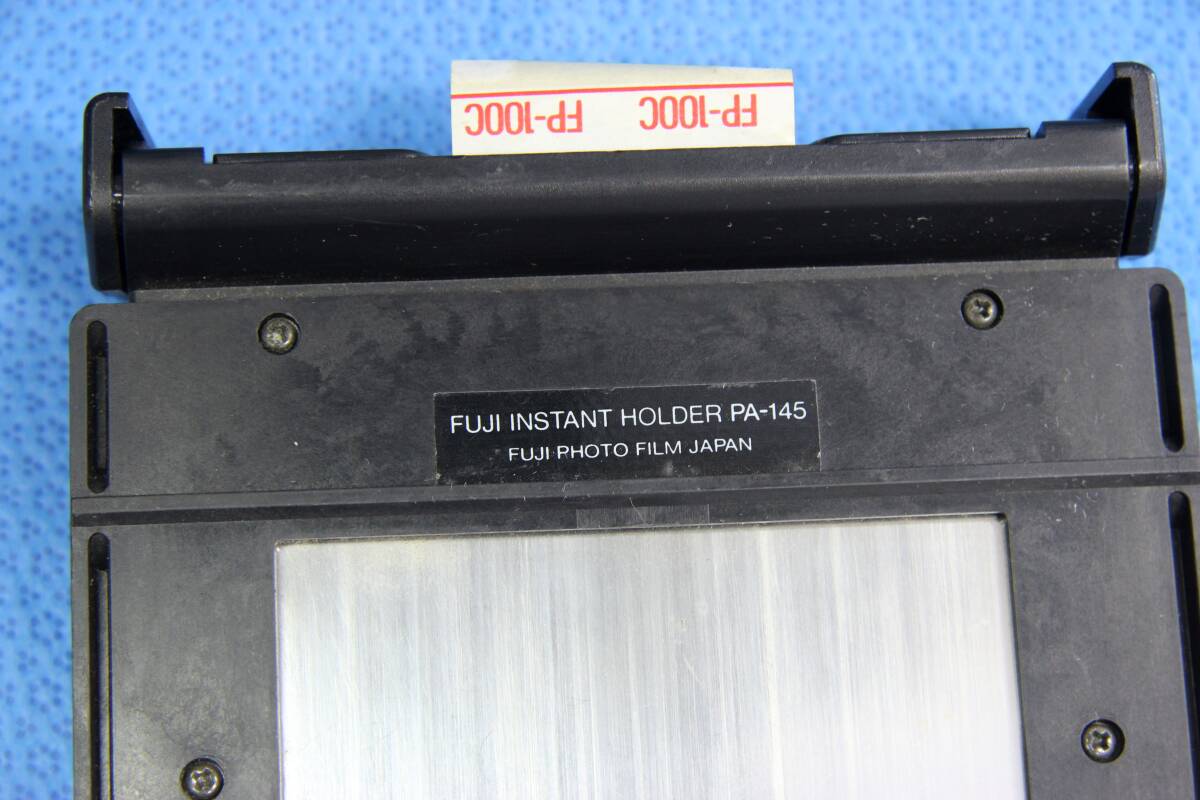 FP-100C FP-100C
FUJI INSTANT HOLDER PA-145
FUJI PHOTO FILM JAPAN